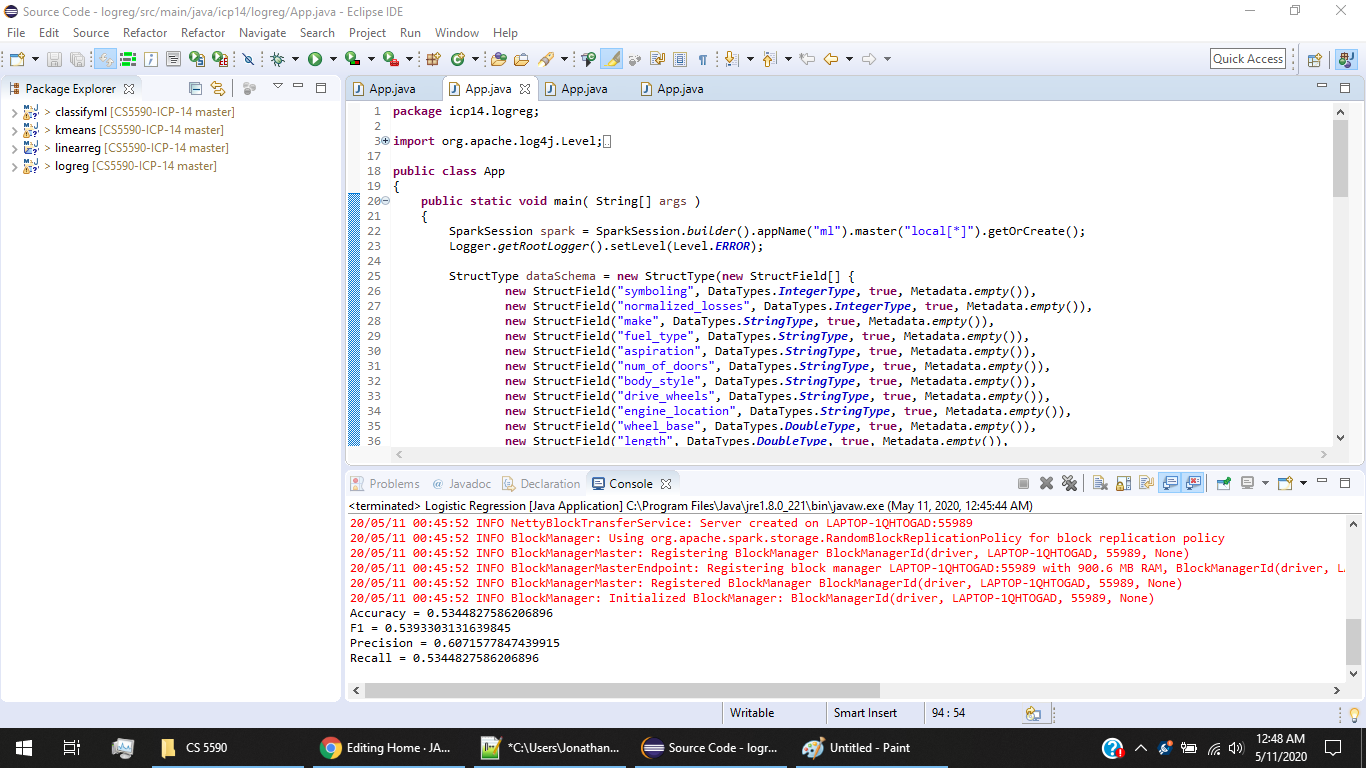 Source Code - logreg/src/main/java/icp14/logreg/App.java - Eclipse IDE
File Edit Source Refactor Refactor Navigate Search Project Run Window Help
Quick Access
Package Explorer
> classifyml [CS5590-ICP-14 master]
> kmeans [CS5590-ICP-14 master]
> linearreg [CS5590-ICP-14 master]
> logreg [CS5590-ICP-14 master]
App.java App.java App.java App.java
1 package icp14.logreg;
2
3 import org.apache.log4j.Level;
17
18 public class App
19 {
20 public static void main( String[] args )
21 {
22 SparkSession spark = SparkSession.builder().appName("ml").master("local[*]").getOrCreate();
23 Logger.getRootLogger().setLevel(Level.ERROR);
24
25 StructType dataSchema = new StructType(new StructField[] {
26 new StructField("symboling", DataTypes.IntegerType, true, Metadata.empty()),
27 new StructField("normalized_losses", DataTypes.IntegerType, true, Metadata.empty()),
28 new StructField("make", DataTypes.StringType, true, Metadata.empty()),
29 new StructField("fuel_type", DataTypes.StringType, true, Metadata.empty()),
30 new StructField("aspiration", DataTypes.StringType, true, Metadata.empty()),
31 new StructField("num_of_doors", DataTypes.StringType, true, Metadata.empty()),
32 new StructField("body_style", DataTypes.StringType, true, Metadata.empty()),
33 new StructField("drive_wheels", DataTypes.StringType, true, Metadata.empty()),
34 new StructField("engine_location", DataTypes.StringType, true, Metadata.empty()),
35 new StructField("wheel_base", DataTypes.DoubleType, true, Metadata.empty()),
36 new StructField("length", DataTypes.DoubleType, true, Metadata.empty()),
Problems @ Javadoc Declaration Console
<terminated> Logistic Regression [Java Application] C:\Program Files\Java\jre1.8.0_221\bin\javaw.exe (May 11, 2020, 12:45:44 AM)
20/05/11 00:45:52 INFO NettyBlockTransferService: Server created on LAPTOP-1QHTOGAD:55989
20/05/11 00:45:52 INFO BlockManager: Using org.apache.spark.storage.RandomBlockReplicationPolicy for block replication policy
20/05/11 00:45:52 INFO BlockManagerMaster: Registering BlockManager BlockManagerId(driver, LAPTOP-1QHTOGAD, 55989, None)
20/05/11 00:45:52 INFO BlockManagerMasterEndpoint: Registering block manager LAPTOP-1QHTOGAD:55989 with 900.6 MB RAM, BlockManagerId(driver, LA
20/05/11 00:45:52 INFO BlockManagerMaster: Registered BlockManager BlockManagerId(driver, LAPTOP-1QHTOGAD, 55989, None)
20/05/11 00:45:52 INFO BlockManager: Initialized BlockManager: BlockManagerId(driver, LAPTOP-1QHTOGAD, 55989, None)
Accuracy = 0.5344827586206896
F1 = 0.5393303131639845
Precision = 0.6071577847439915
Recall = 0.5344827586206896
Writable Smart Insert 94 : 54
CS 5590 Editing Home · JA... *C:\Users\Jonathan... Source Code - logr... Untitled - Paint
12:48 AM
5/11/2020